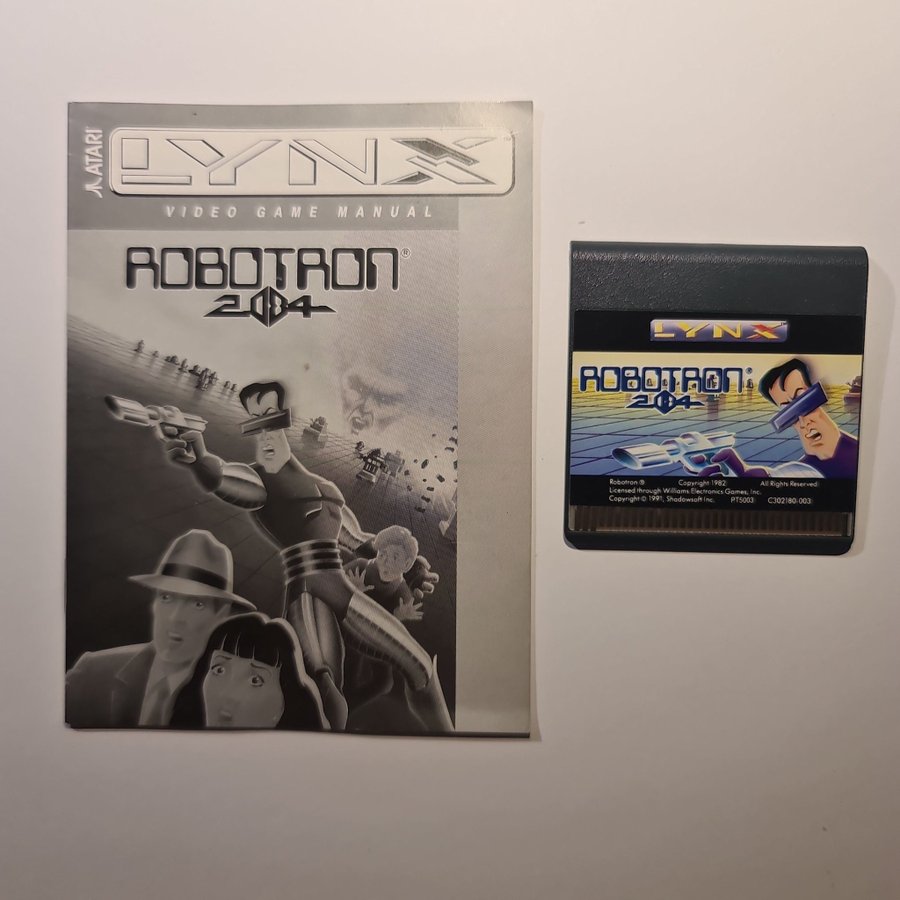 ATARI
LYNX
VIDEO GAME MANUAL
ROBOTRON®
2084
LYNX
ROBOTRON®
2084
Robotron ® Copyright 1982 All Rights Reserved
Licensed through Williams Electronics Games, Inc.
Copyright © 1991, Shadowsoft Inc. PT5003 C302180-003